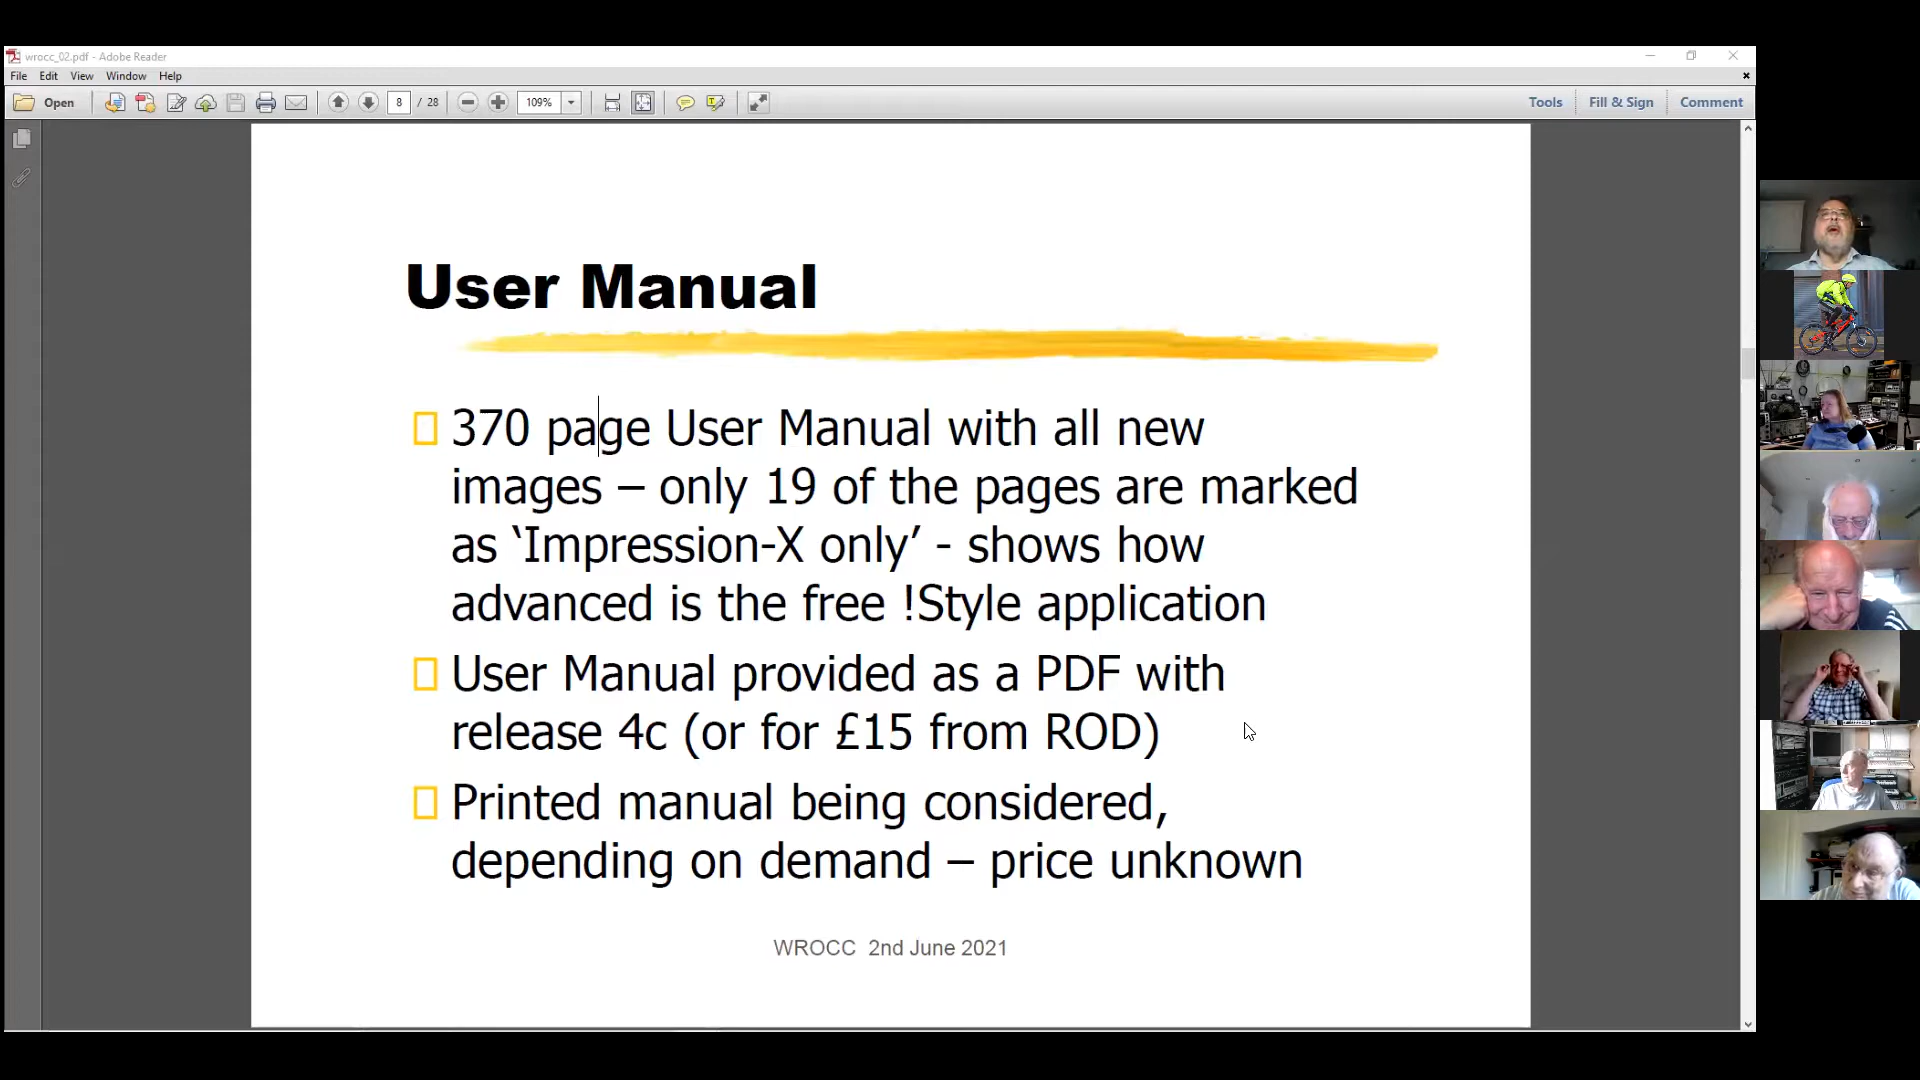 wrocc_02.pdf - Adobe Reader
File Edit View Window Help
Open 8 / 28 109% Tools Fill & Sign Comment
User Manual
370 page User Manual with all new
images – only 19 of the pages are marked
as ‘Impression-X only’ - shows how
advanced is the free !Style application
User Manual provided as a PDF with
release 4c (or for £15 from ROD)
Printed manual being considered,
depending on demand – price unknown
WROCC 2nd June 2021